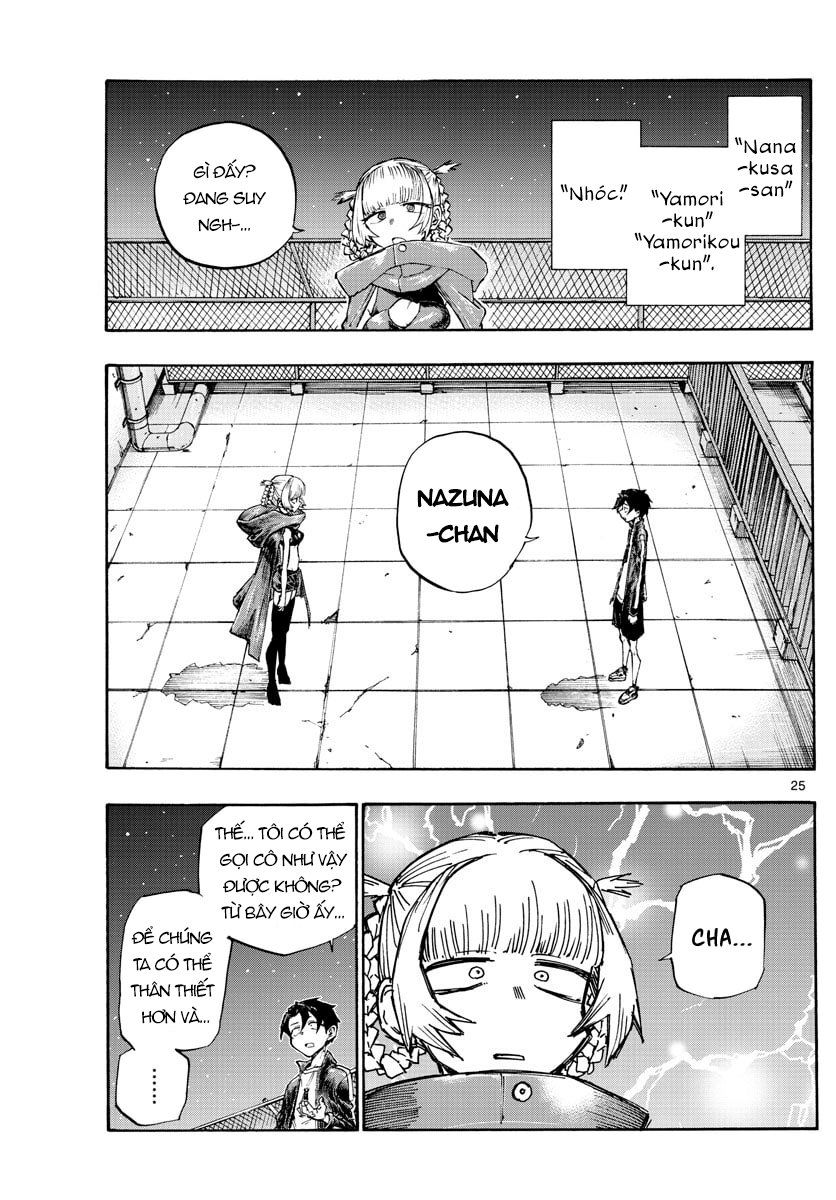 “Nana
-kusa
-san”
“Yamori
-kun”
“Yamorikou
-kun”.
“Nhóc.”
GÌ ĐẤY?
ĐANG SUY
NGH-...
NAZUNA
-CHAN
25
CHA...
THẾ... TÔI CÓ THỂ
GỌI CÔ NHƯ VẬY
ĐƯỢC KHÔNG?
TỪ BÂY GIỜ ẤY...
ĐỂ CHÚNG
TA CÓ THỂ
THÂN THIẾT
HƠN VÀ...
......